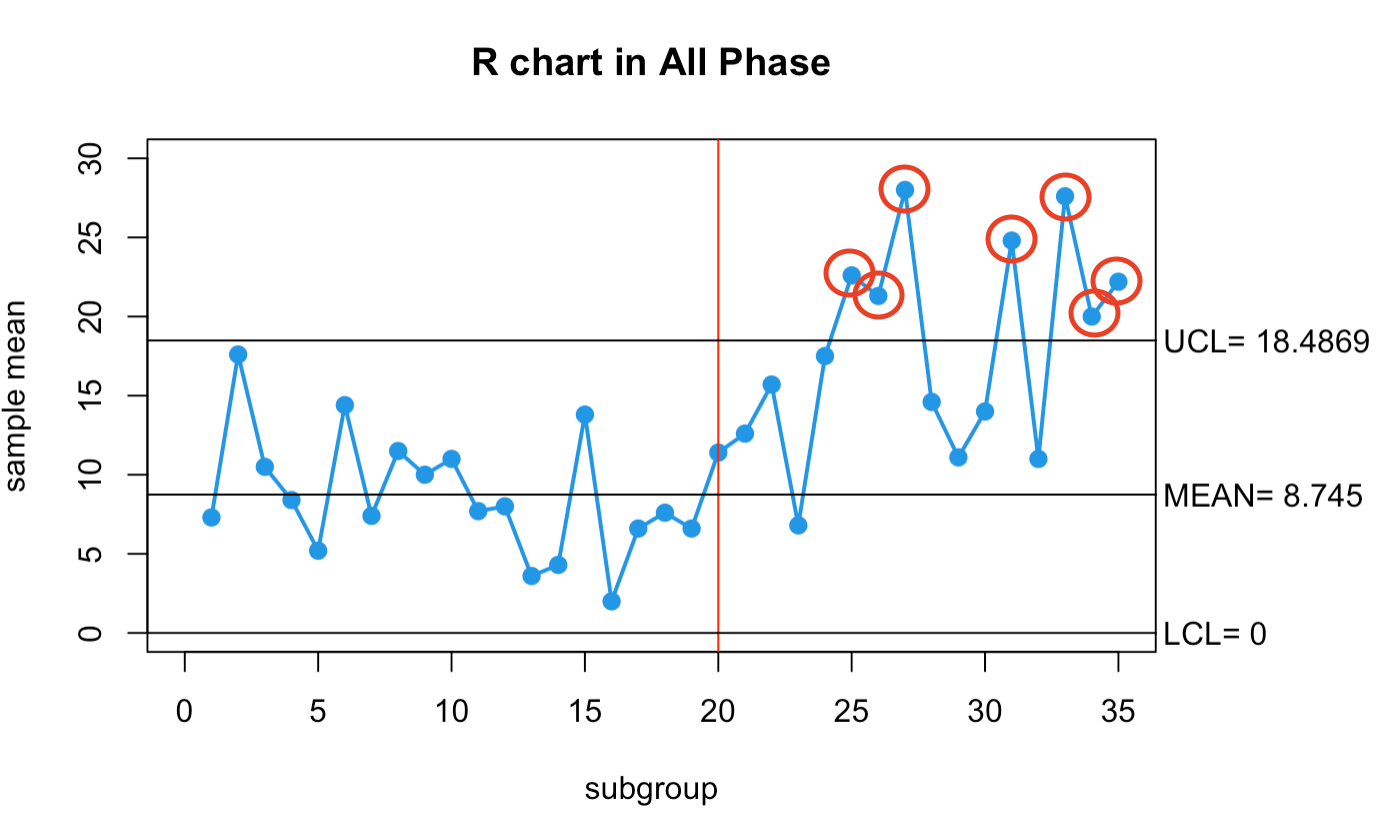 R chart in All Phase
sample mean
30
25
20
15
10
5
0
UCL= 18.4869
MEAN= 8.745
LCL= 0
0 5 10 15 20 25 30 35
subgroup